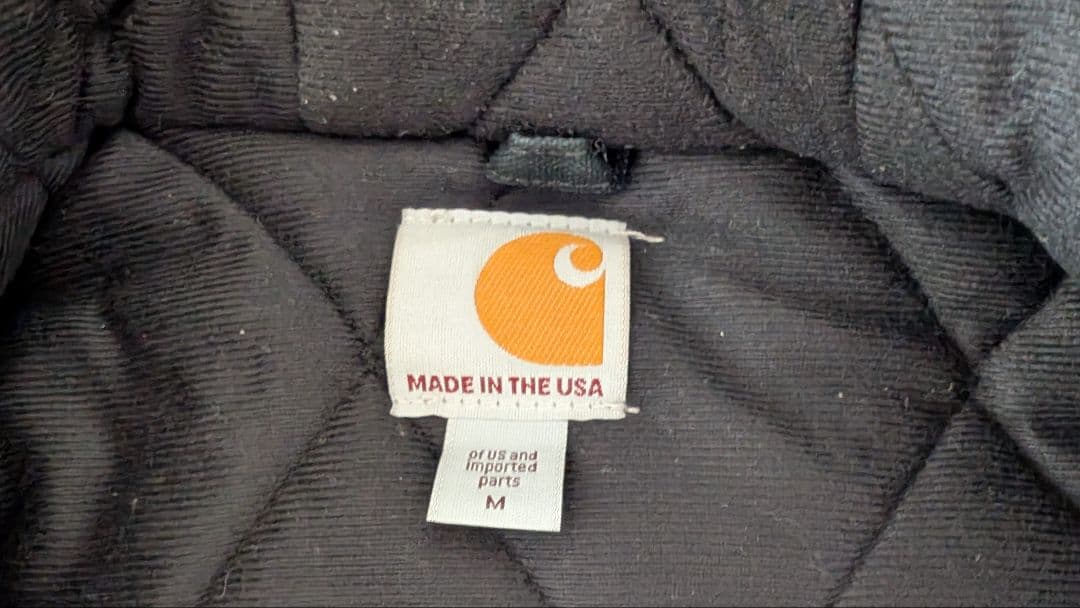 MADE IN THE USA
of US and
Imported
parts
M